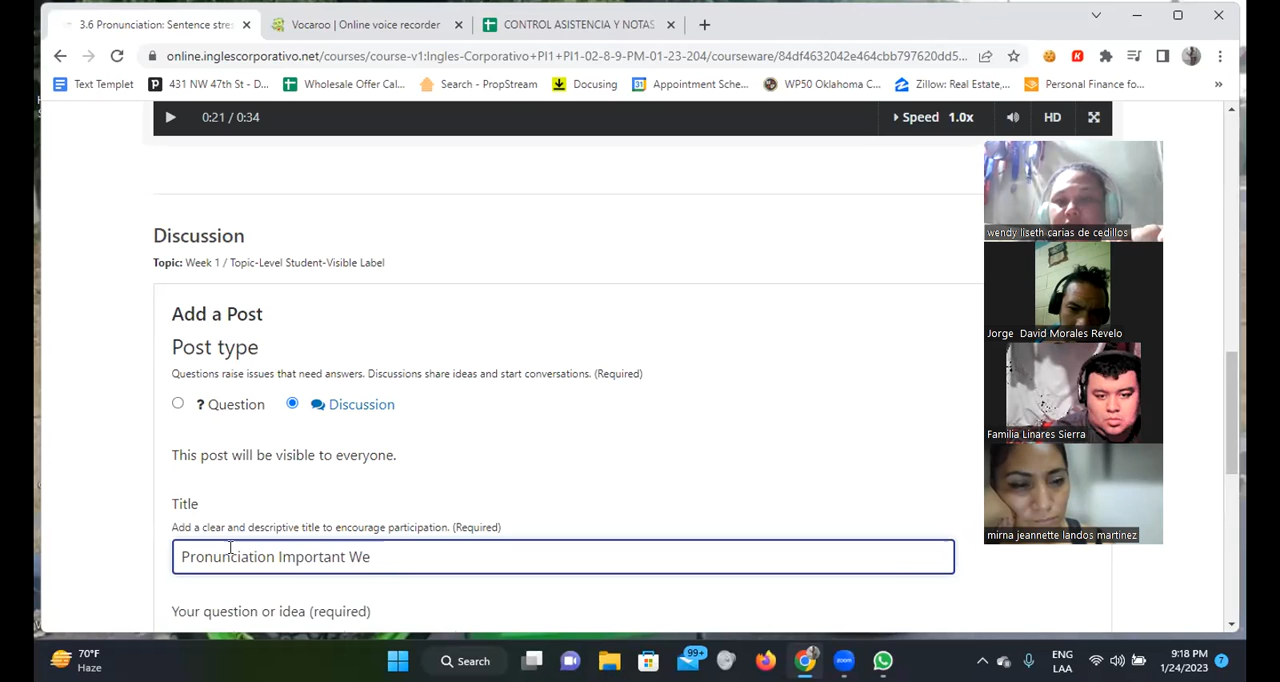 3.6 Pronunciation: Sentence stre
Vocaroo | Online voice recorder
CONTROL ASISTENCIA Y NOTAS
online.inglescorporativo.net/courses/course-v1:Ingles-Corporativo+PI1+PI1-02-8-9-PM-01-23-204/courseware/84df4632042e464cbb797620dd5...
Text Templet
431 NW 47th St - D...
Wholesale Offer Cal...
Search - PropStream
Docusing
Appointment Sche...
WP50 Oklahoma C...
Zillow: Real Estate,...
Personal Finance fo...
»
0:21 / 0:34
Speed 1.0x
HD
wendy liseth carias de cedillos
Discussion
Topic: Week 1 / Topic-Level Student-Visible Label
Jorge David Morales Revelo
Add a Post
Post type
Questions raise issues that need answers. Discussions share ideas and start conversations. (Required)
? Question
Discussion
Familia Linares Sierra
This post will be visible to everyone.
Title
Add a clear and descriptive title to encourage participation. (Required)
mirna jeannette landos martinez
Pronunciation Important We
Your question or idea (required)
70°F
Haze
Search
99+
zoom
ENG
LAA
9:18 PM
1/24/2023
7